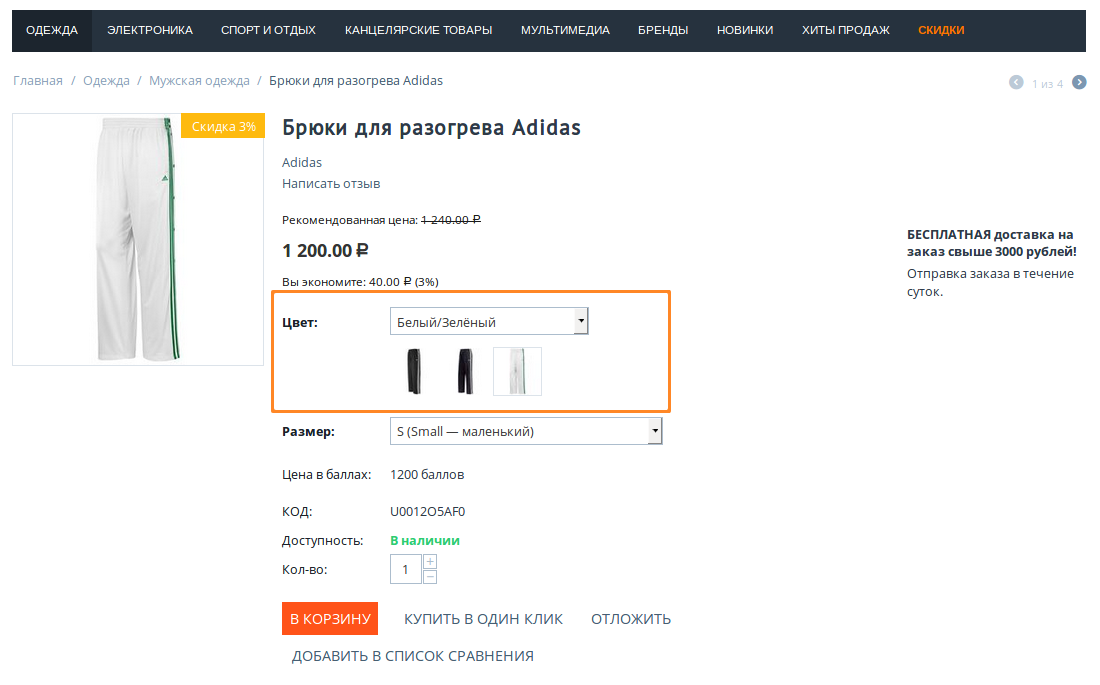 ОДЕЖДА ЭЛЕКТРОНИКА СПОРТ И ОТДЫХ КАНЦЕЛЯРСКИЕ ТОВАРЫ МУЛЬТИМЕДИА БРЕНДЫ НОВИНКИ ХИТЫ ПРОДАЖ СКИДКИ
Главная / Одежда / Мужская одежда / Брюки для разогрева Adidas
1 из 4
Скидка 3%
Брюки для разогрева Adidas
Adidas
Написать отзыв
Рекомендованная цена: 1 240.00 ₽
1 200.00 ₽
Вы экономите: 40.00 ₽ (3%)
БЕСПЛАТНАЯ доставка на
заказ свыше 3000 рублей!
Отправка заказа в течение
суток.
Цвет: Белый/Зелёный
Размер: S (Small — маленький)
Цена в баллах: 1200 баллов
КОД: U0012O5AF0
Доступность: В наличии
Кол-во: 1 + −
В КОРЗИНУ КУПИТЬ В ОДИН КЛИК ОТЛОЖИТЬ
ДОБАВИТЬ В СПИСОК СРАВНЕНИЯ